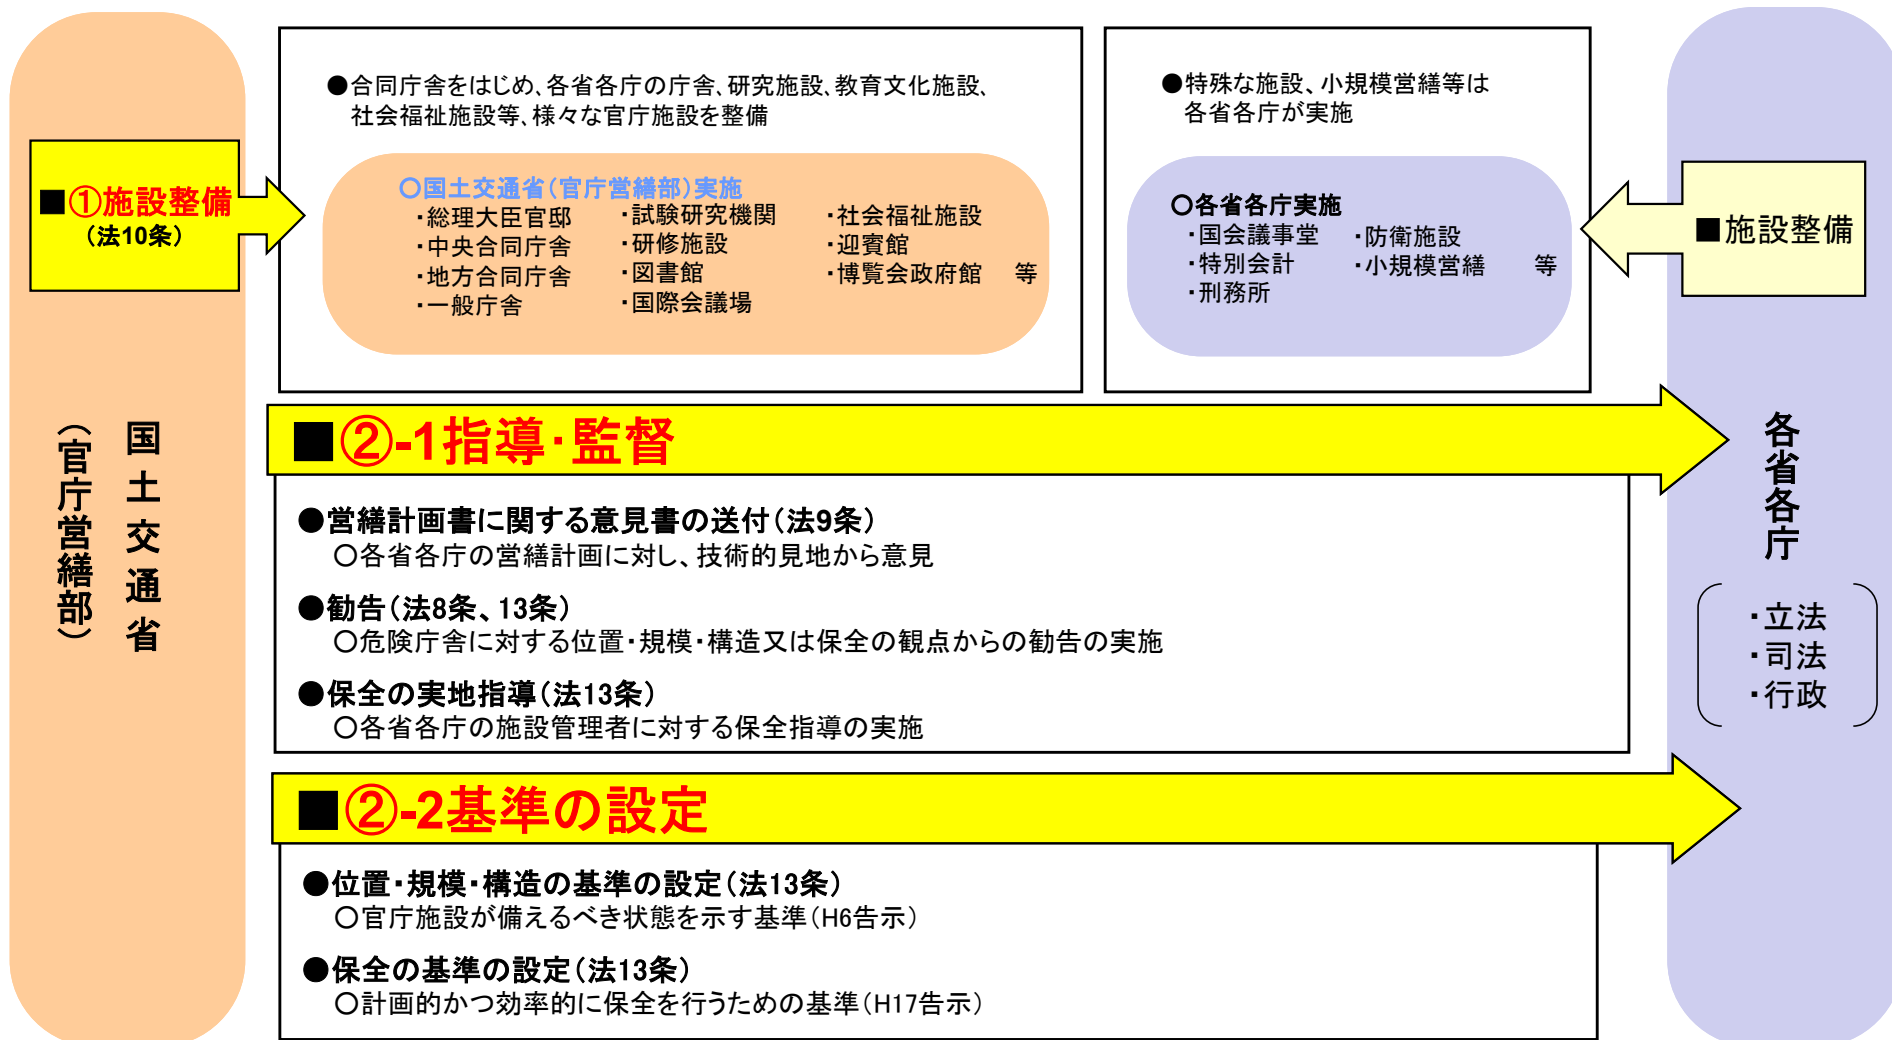 ■①施設整備
（法10条）
国土交通省
（官庁営繕部）
●合同庁舎をはじめ、各省各庁の庁舎、研究施設、教育文化施設、
社会福祉施設等、様々な官庁施設を整備
○国土交通省（官庁営繕部）実施
・総理大臣官邸
・中央合同庁舎
・地方合同庁舎
・一般庁舎
・試験研究機関
・研修施設
・図書館
・国際会議場
・社会福祉施設
・迎賓館
・博覧会政府館　等
●特殊な施設、小規模営繕等は
各省各庁が実施
○各省各庁実施
・国会議事堂
・特別会計
・刑務所
・防衛施設
・小規模営繕　　等
■施設整備
■②-1指導・監督
●営繕計画書に関する意見書の送付（法9条）
○各省各庁の営繕計画に対し、技術的見地から意見
●勧告（法8条、13条）
○危険庁舎に対する位置・規模・構造又は保全の観点からの勧告の実施
●保全の実地指導（法13条）
○各省各庁の施設管理者に対する保全指導の実施
■②-2基準の設定
●位置・規模・構造の基準の設定（法13条）
○官庁施設が備えるべき状態を示す基準（H6告示）
●保全の基準の設定（法13条）
○計画的かつ効率的に保全を行うための基準（H17告示）
各省各庁
・立法
・司法
・行政